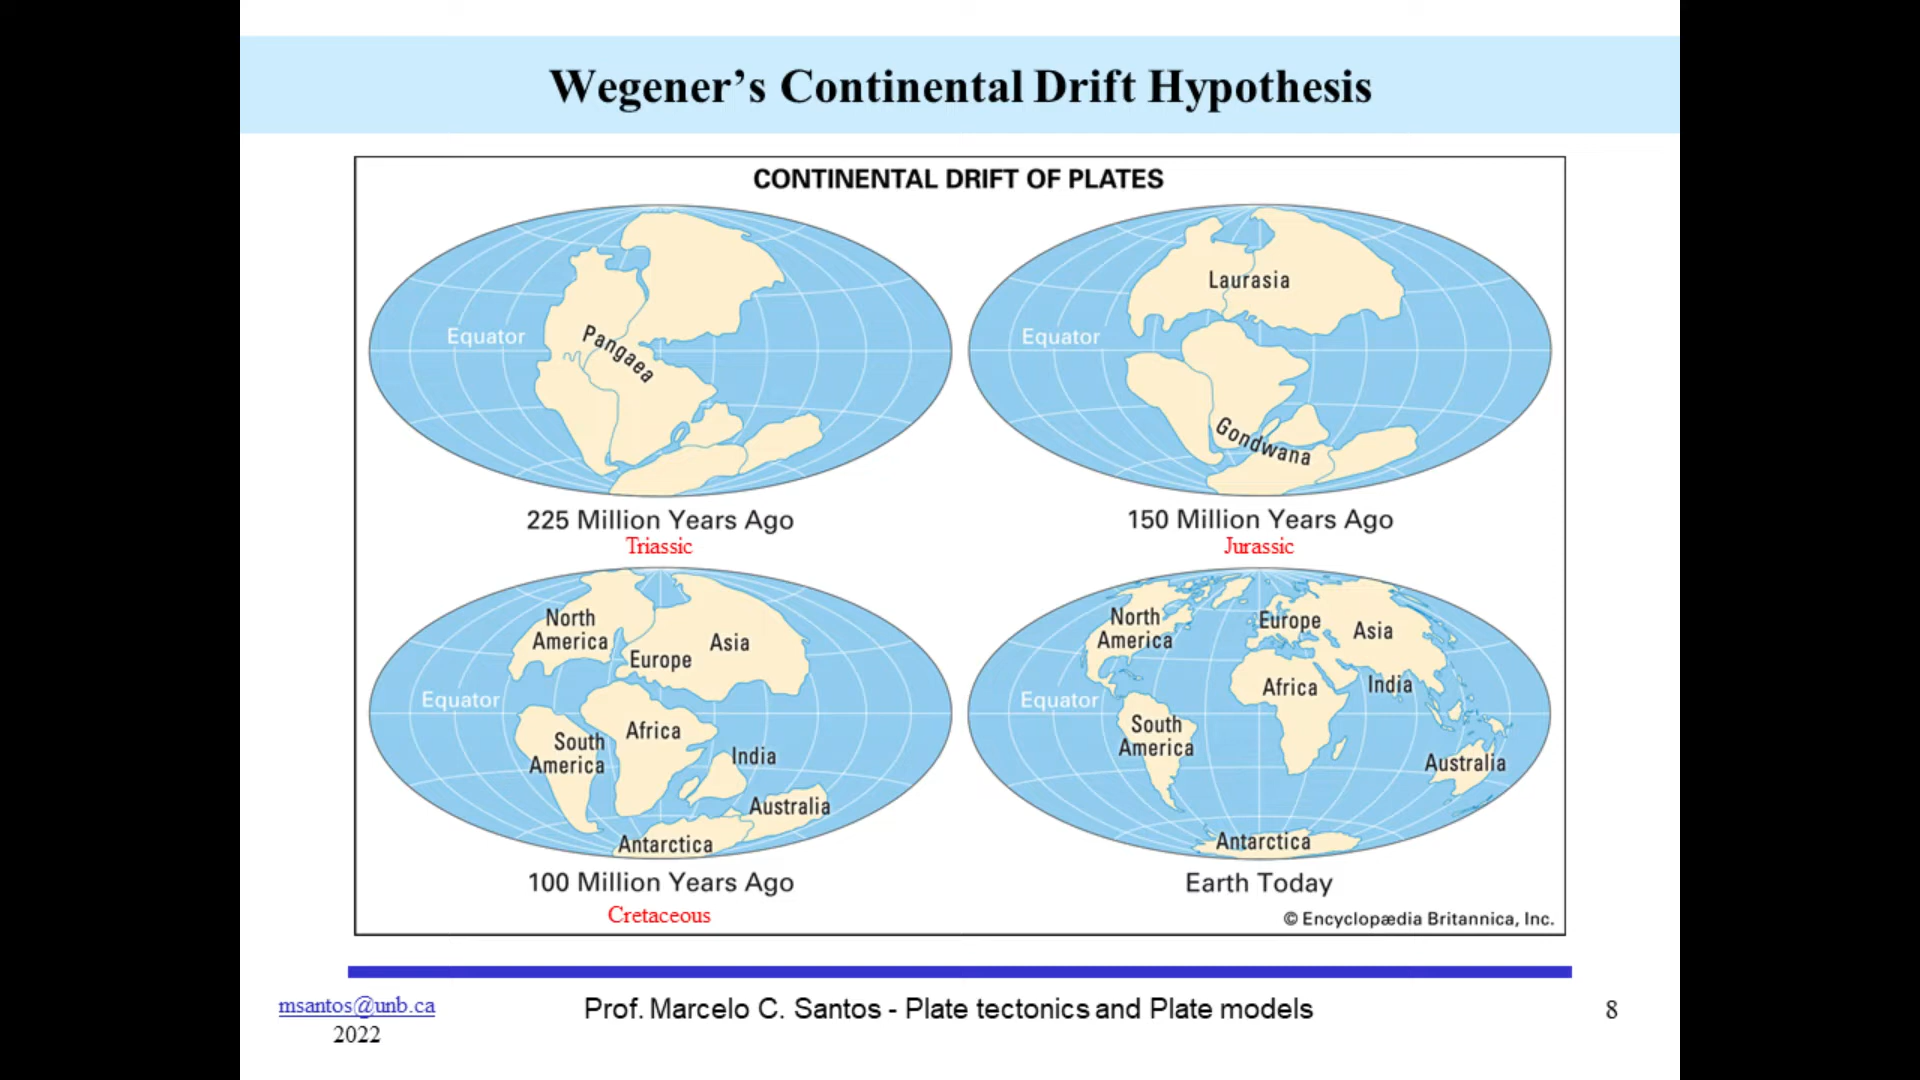 Wegener’s Continental Drift Hypothesis
CONTINENTAL DRIFT OF PLATES
Equator
Pangaea
225 Million Years Ago
Triassic
Laurasia
Equator
Gondwana
150 Million Years Ago
Jurassic
North
America
Asia
Europe
Equator
Africa
South
America
India
Australia
Antarctica
100 Million Years Ago
Cretaceous
North
America
Europe
Asia
Africa
India
Equator
South
America
Australia
Antarctica
Earth Today
© Encyclopædia Britannica, Inc.
msantos@unb.ca
2022
Prof. Marcelo C. Santos - Plate tectonics and Plate models
8